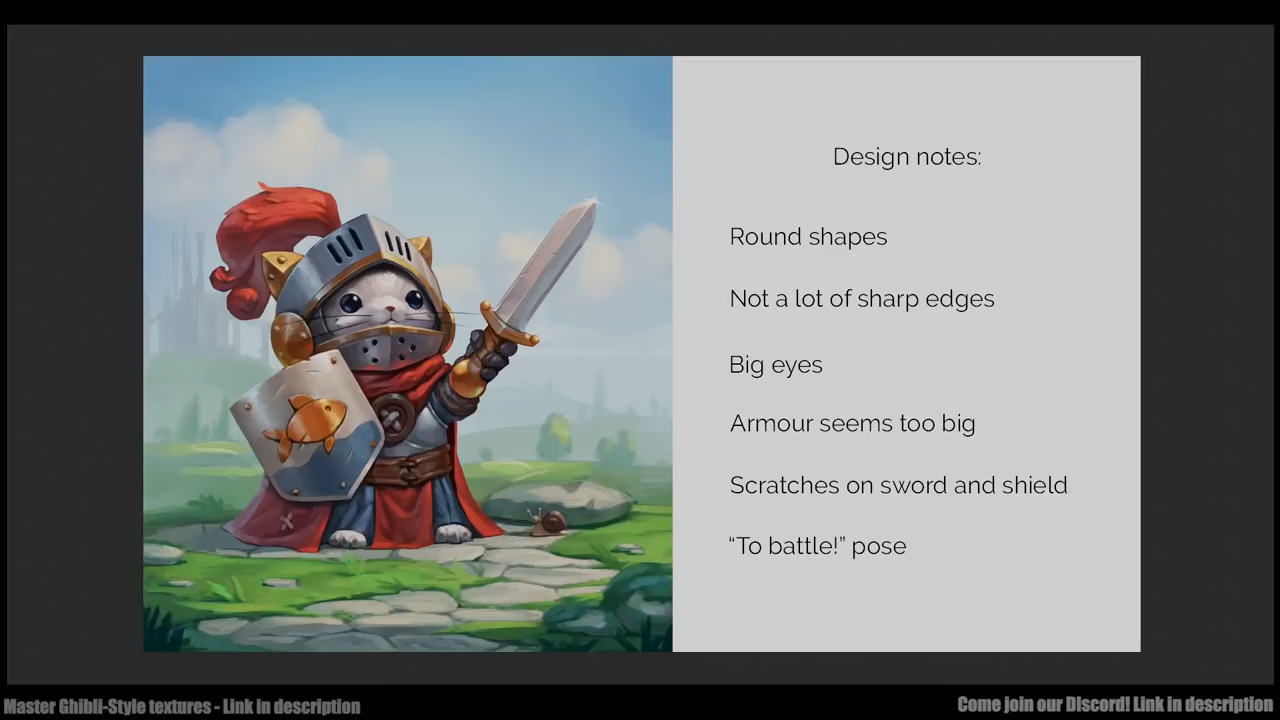 Design notes:
Round shapes
Not a lot of sharp edges
Big eyes
Armour seems too big
Scratches on sword and shield
“To battle!” pose
Master Ghibli-Style textures - Link in description
Come join our Discord! Link in description